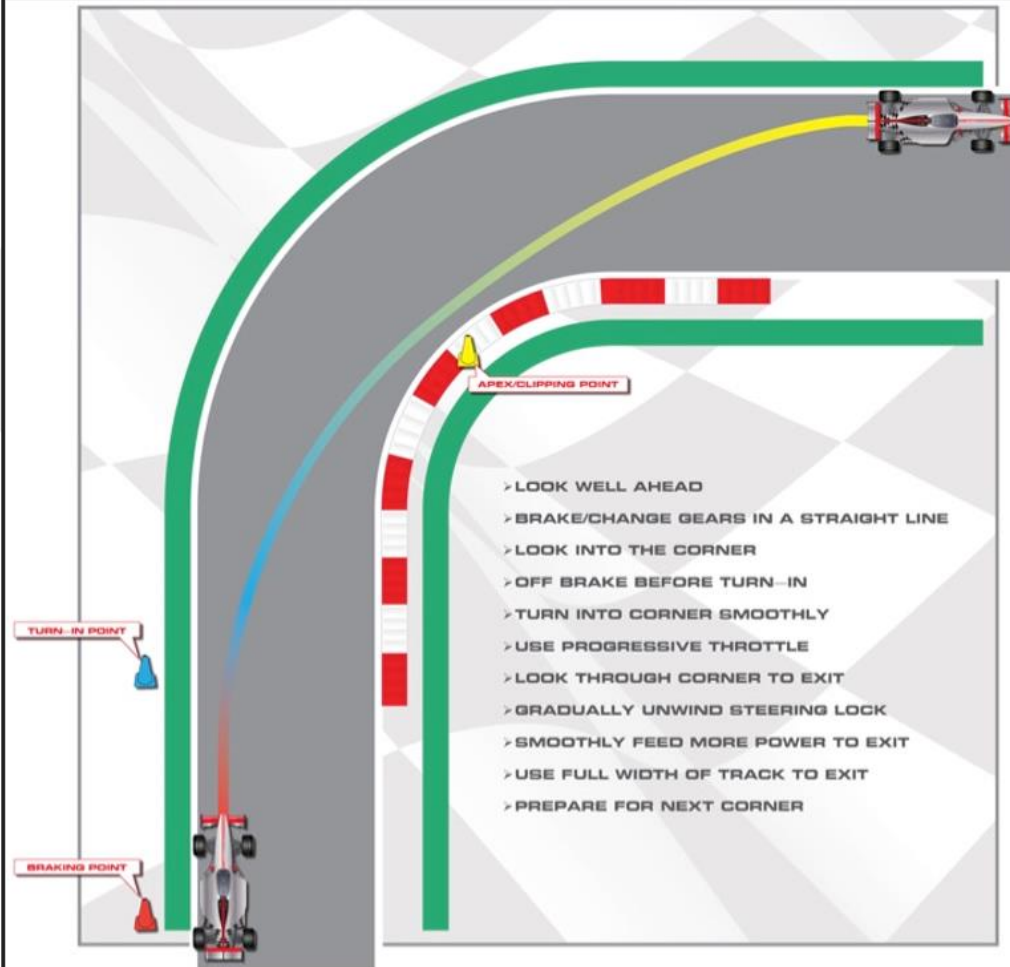 APEX/CLIPPING POINT
➤LOOK WELL AHEAD
➤BRAKE/CHANGE GEARS IN A STRAIGHT LINE
➤LOOK INTO THE CORNER
➤OFF BRAKE BEFORE TURN-IN
➤TURN INTO CORNER SMOOTHLY
➤USE PROGRESSIVE THROTTLE
➤LOOK THROUGH CORNER TO EXIT
➤GRADUALLY UNWIND STEERING LOCK
➤SMOOTHLY FEED MORE POWER TO EXIT
➤USE FULL WIDTH OF TRACK TO EXIT
➤PREPARE FOR NEXT CORNER
TURN-IN POINT
BRAKING POINT